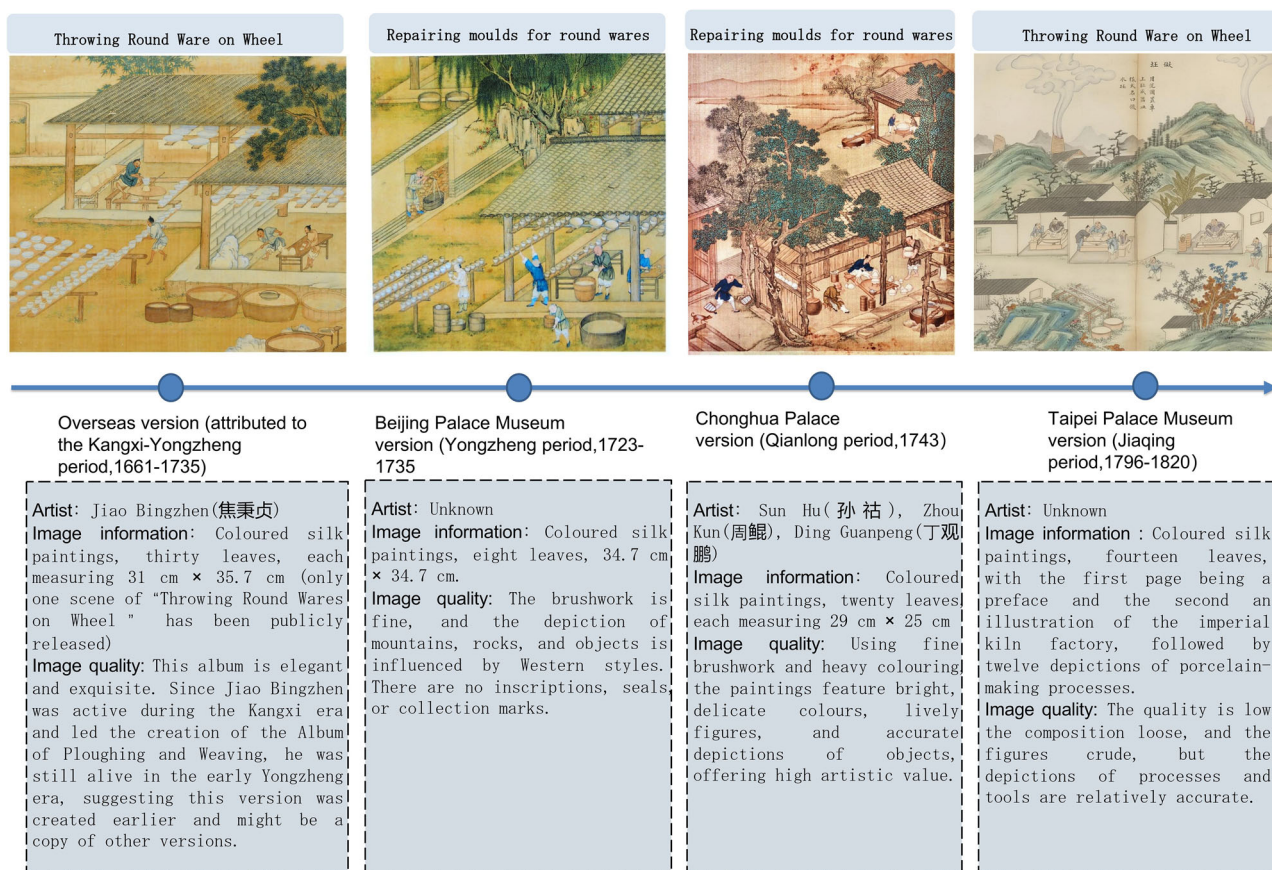 Throwing Round Ware on Wheel
Repairing moulds for round wares
Repairing moulds for round wares
Throwing Round Ware on Wheel
Overseas version (attributed to
the Kangxi-Yongzheng
period,1661-1735)
Artist: Jiao Bingzhen(焦秉贞)
Image information: Coloured silk
paintings, thirty leaves, each
measuring 31 cm × 35.7 cm (only
one scene of “Throwing Round Wares
on Wheel ” has been publicly
released)
Image quality: This album is elegant
and exquisite. Since Jiao Bingzhen
was active during the Kangxi era
and led the creation of the Album
of Ploughing and Weaving, he was
still alive in the early Yongzheng
era, suggesting this version was
created earlier and might be a
copy of other versions.
Beijing Palace Museum
version (Yongzheng period,1723-
1735
Artist: Unknown
Image information: Coloured silk
paintings, eight leaves, 34.7 cm
× 34.7 cm.
Image quality: The brushwork is
fine, and the depiction of
mountains, rocks, and objects is
influenced by Western styles.
There are no inscriptions, seals,
or collection marks.
Chonghua Palace
version (Qianlong period,1743)
Artist: Sun Hu(孙祜), Zhou
Kun(周鲲), Ding Guanpeng(丁观
鹏)
Image information: Coloured
silk paintings, twenty leaves
each measuring 29 cm × 25 cm
Image quality: Using fine
brushwork and heavy colouring
the paintings feature bright,
delicate colours, lively
figures, and accurate
depictions of objects,
offering high artistic value.
Taipei Palace Museum
version (Jiaqing
period,1796-1820)
Artist: Unknown
Image information : Coloured silk
paintings, fourteen leaves,
with the first page being a
preface and the second an
illustration of the imperial
kiln factory, followed by
twelve depictions of porcelain-
making processes.
Image quality: The quality is low
the composition loose, and the
figures crude, but the
depictions of processes and
tools are relatively accurate.